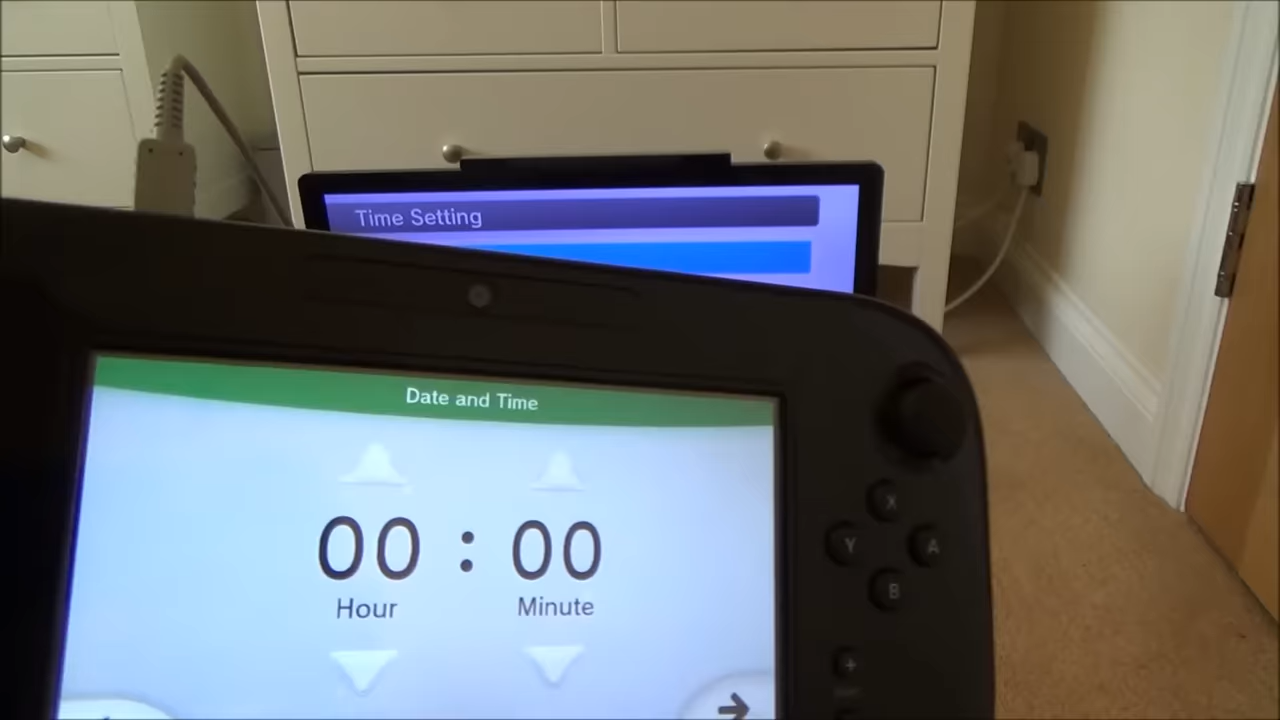 Time Setting
Date and Time
00 : 00
Hour Minute
X
Y A
B
+